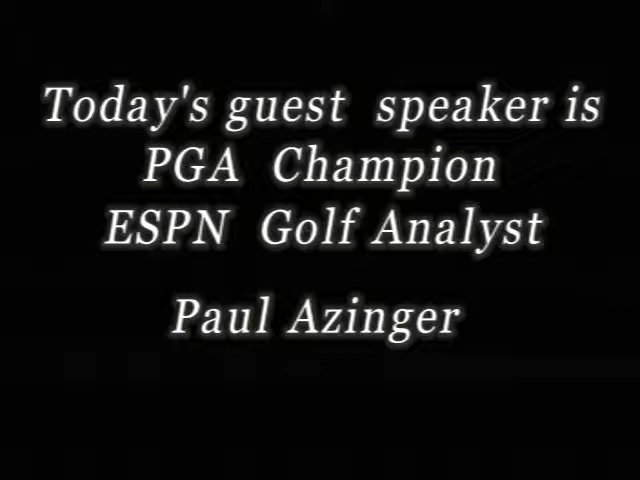 Today's guest speaker is
PGA Champion
ESPN Golf Analyst
Paul Azinger